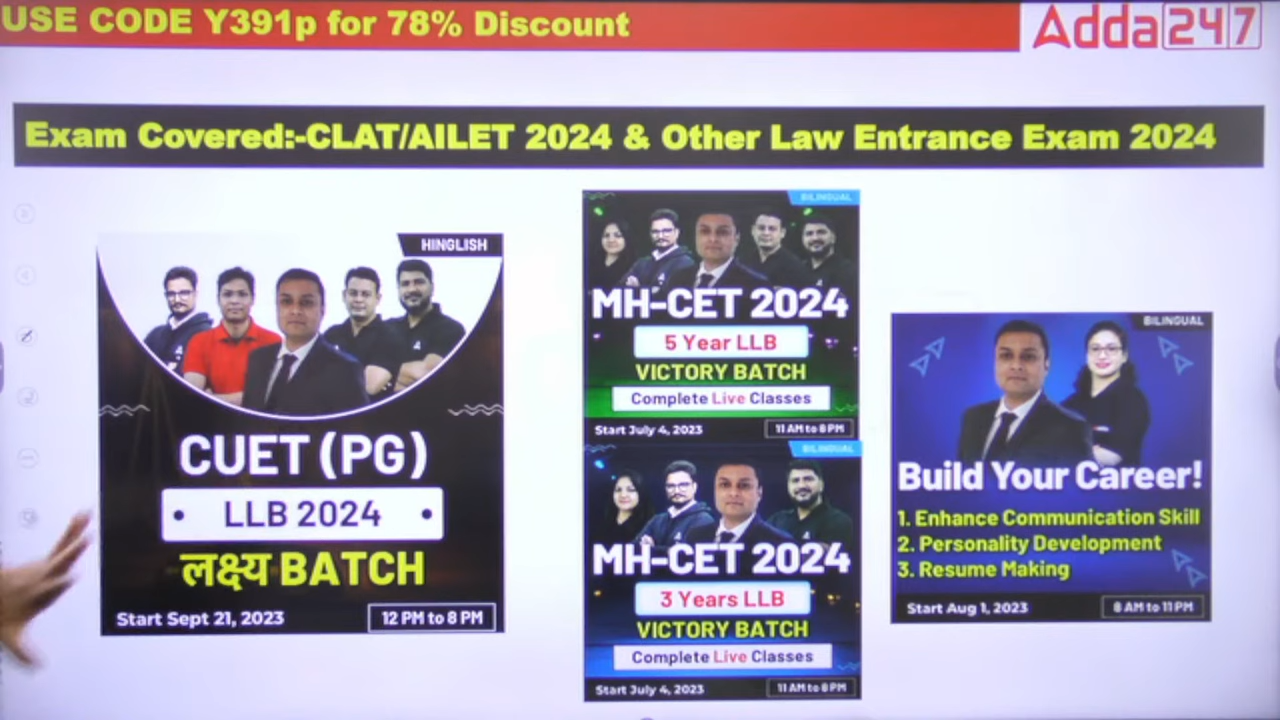 USE CODE Y391p for 78% Discount
Adda247
Exam Covered:-CLAT/AILET 2024 & Other Law Entrance Exam 2024
HINGLISH
CUET (PG)
LLB 2024
लक्ष्य BATCH
Start Sept 21, 2023
12 PM to 8 PM
BILINGUAL
MH-CET 2024
5 Year LLB
VICTORY BATCH
Complete Live Classes
Start July 4, 2023
11 AM to 8 PM
BILINGUAL
MH-CET 2024
3 Years LLB
VICTORY BATCH
Complete Live Classes
Start July 4, 2023
11 AM to 8 PM
BILINGUAL
Build Your Career!
1. Enhance Communication Skill
2. Personality Development
3. Resume Making
Start Aug 1, 2023
8 AM to 11 PM